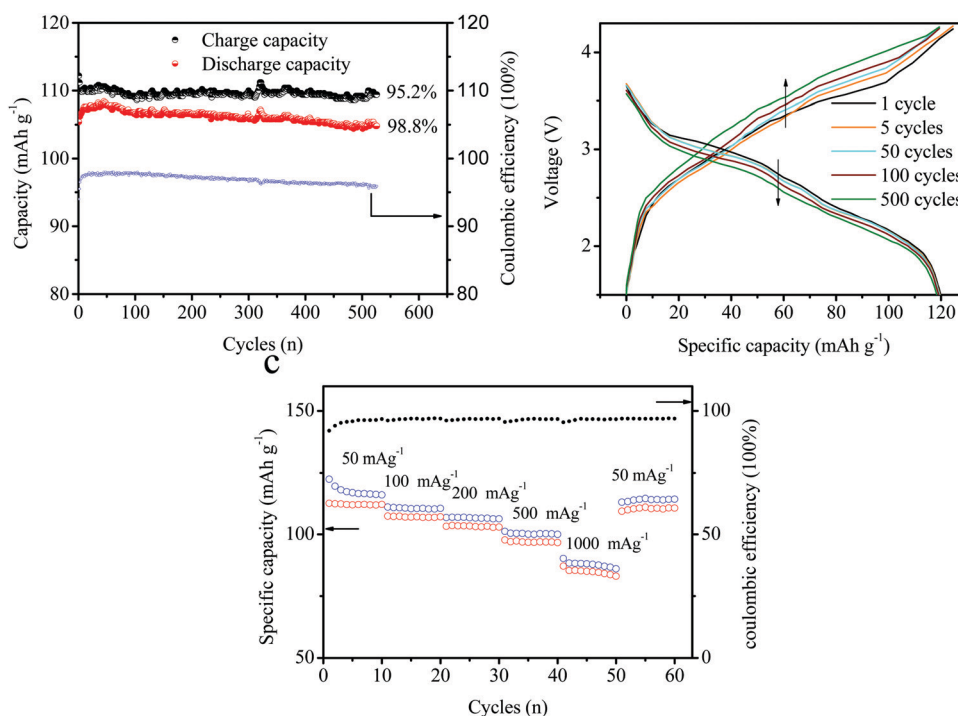 120
115
110
105
100
95
90
85
80
Capacity (mAh g-1)
Charge capacity
Discharge capacity
95.2%
98.8%
120
110
100
90
80
Coulombic efficiency (100%)
0 100 200 300 400 500 600
Cycles (n)
4
3
2
Voltage (V)
1 cycle
5 cycles
50 cycles
100 cycles
500 cycles
0 20 40 60 80 100 120
Specific capacity (mAh g-1)
c
150
100
50
Specific capacity (mAh g-1)
50 mAg-1
100 mAg-1
200 mAg-1
500 mAg-1
1000 mAg-1
50 mAg-1
100
50
0
coulombic efficiency (100%)
0 10 20 30 40 50 60
Cycles (n)